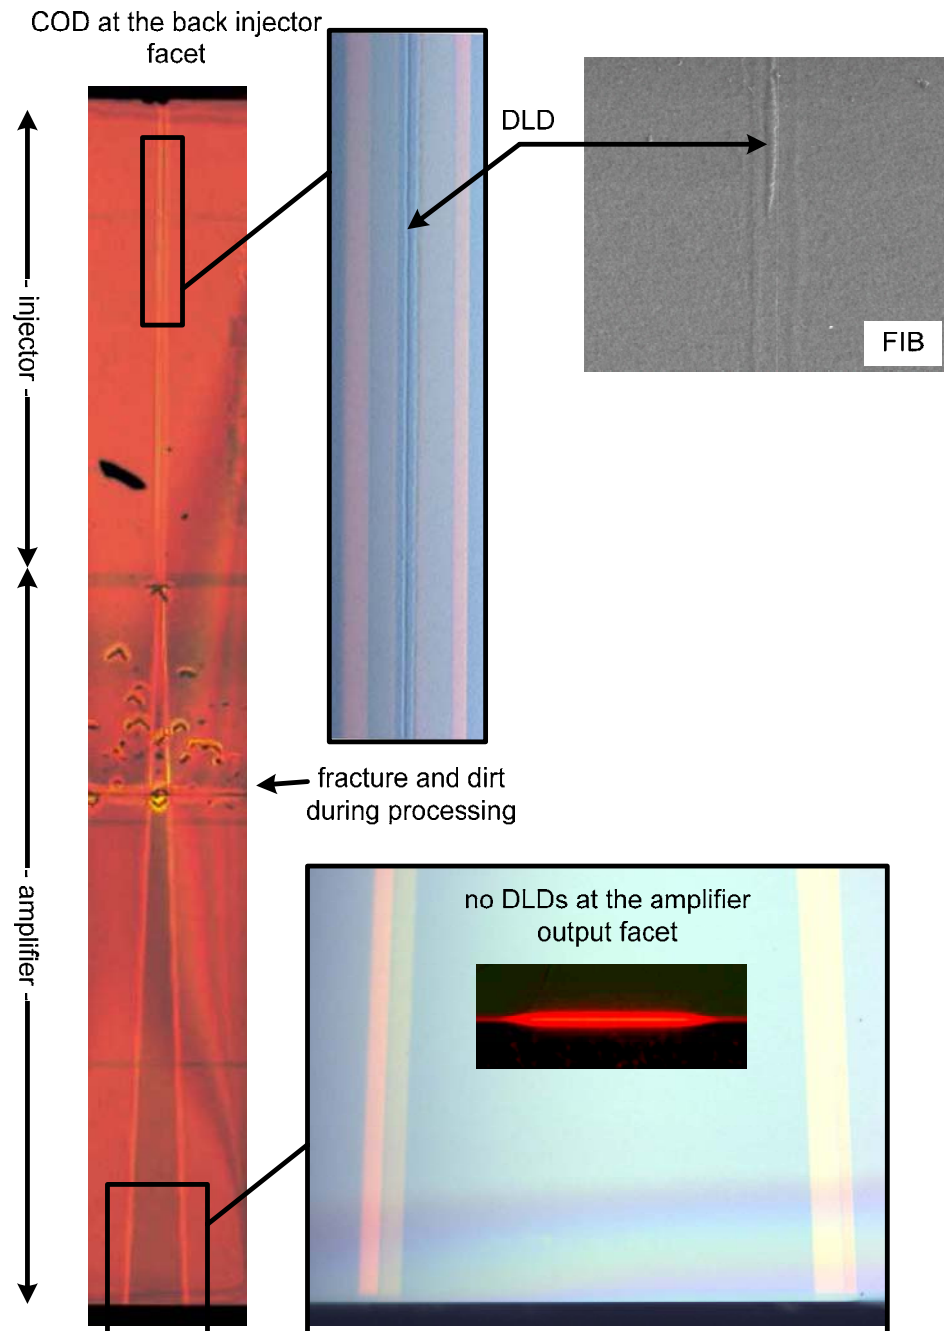 COD at the back injector
facet
DLD
FIB
injector
fracture and dirt
during processing
amplifier
no DLDs at the amplifier
output facet